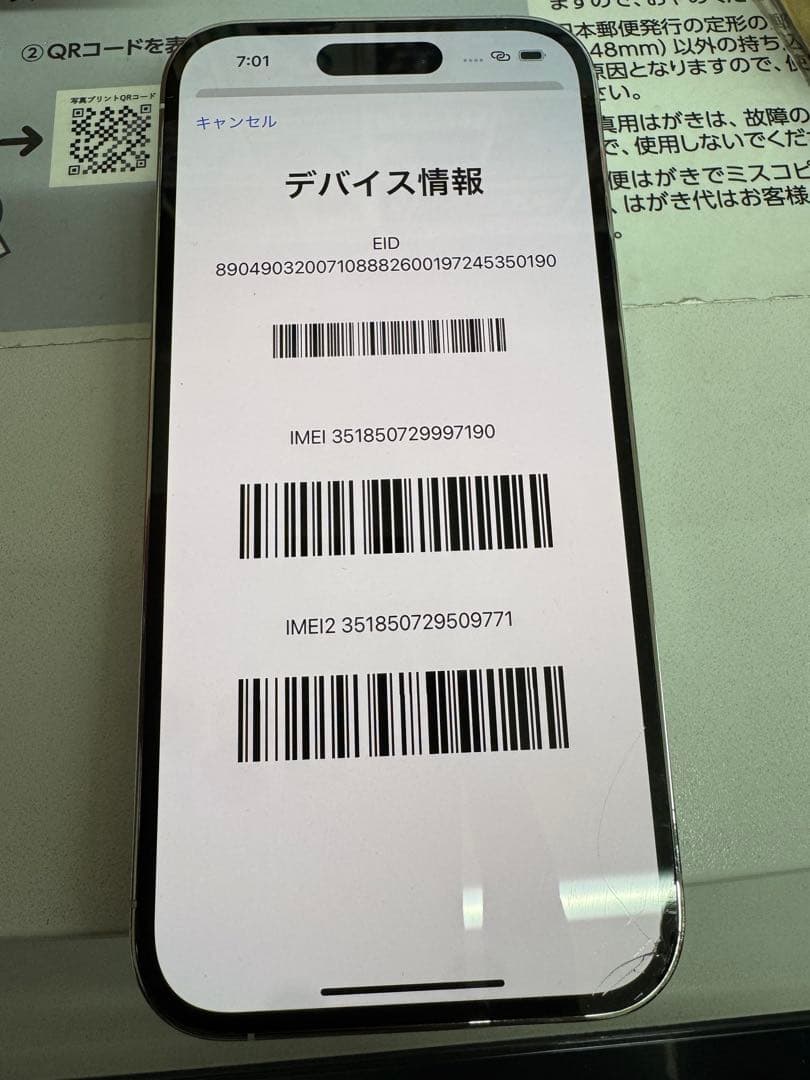 ②QRコードを表
写真プリントQRコード
日本郵便発行の定形の
48mm）以外の持ち
原因となりますので、
さい。
真用はがきは、故障の
で、使用しないでくだ
便はがきでミスコピ
、はがき代はお客様
。
7:01
キャンセル
デバイス情報
EID
89049032007108882600197245350190
IMEI 351850729997190
IMEI2 351850729509771